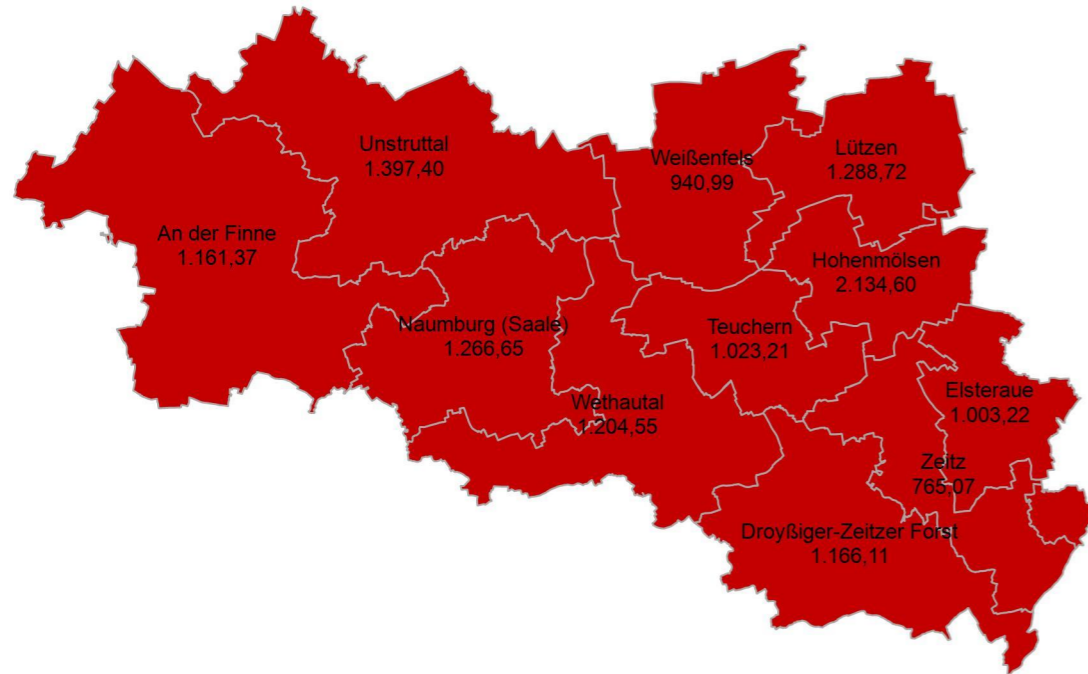 Unstruttal
1.397,40
Weißenfels
940,99
Lützen
1.288,72
An der Finne
1.161,37
Hohenmölsen
2.134,60
Naumburg (Saale)
1.266,65
Teuchern
1.023,21
Wethautal
1.204,55
Elsteraue
1.003,22
Zeitz
765,07
Droyßiger-Zeitzer Forst
1.166,11